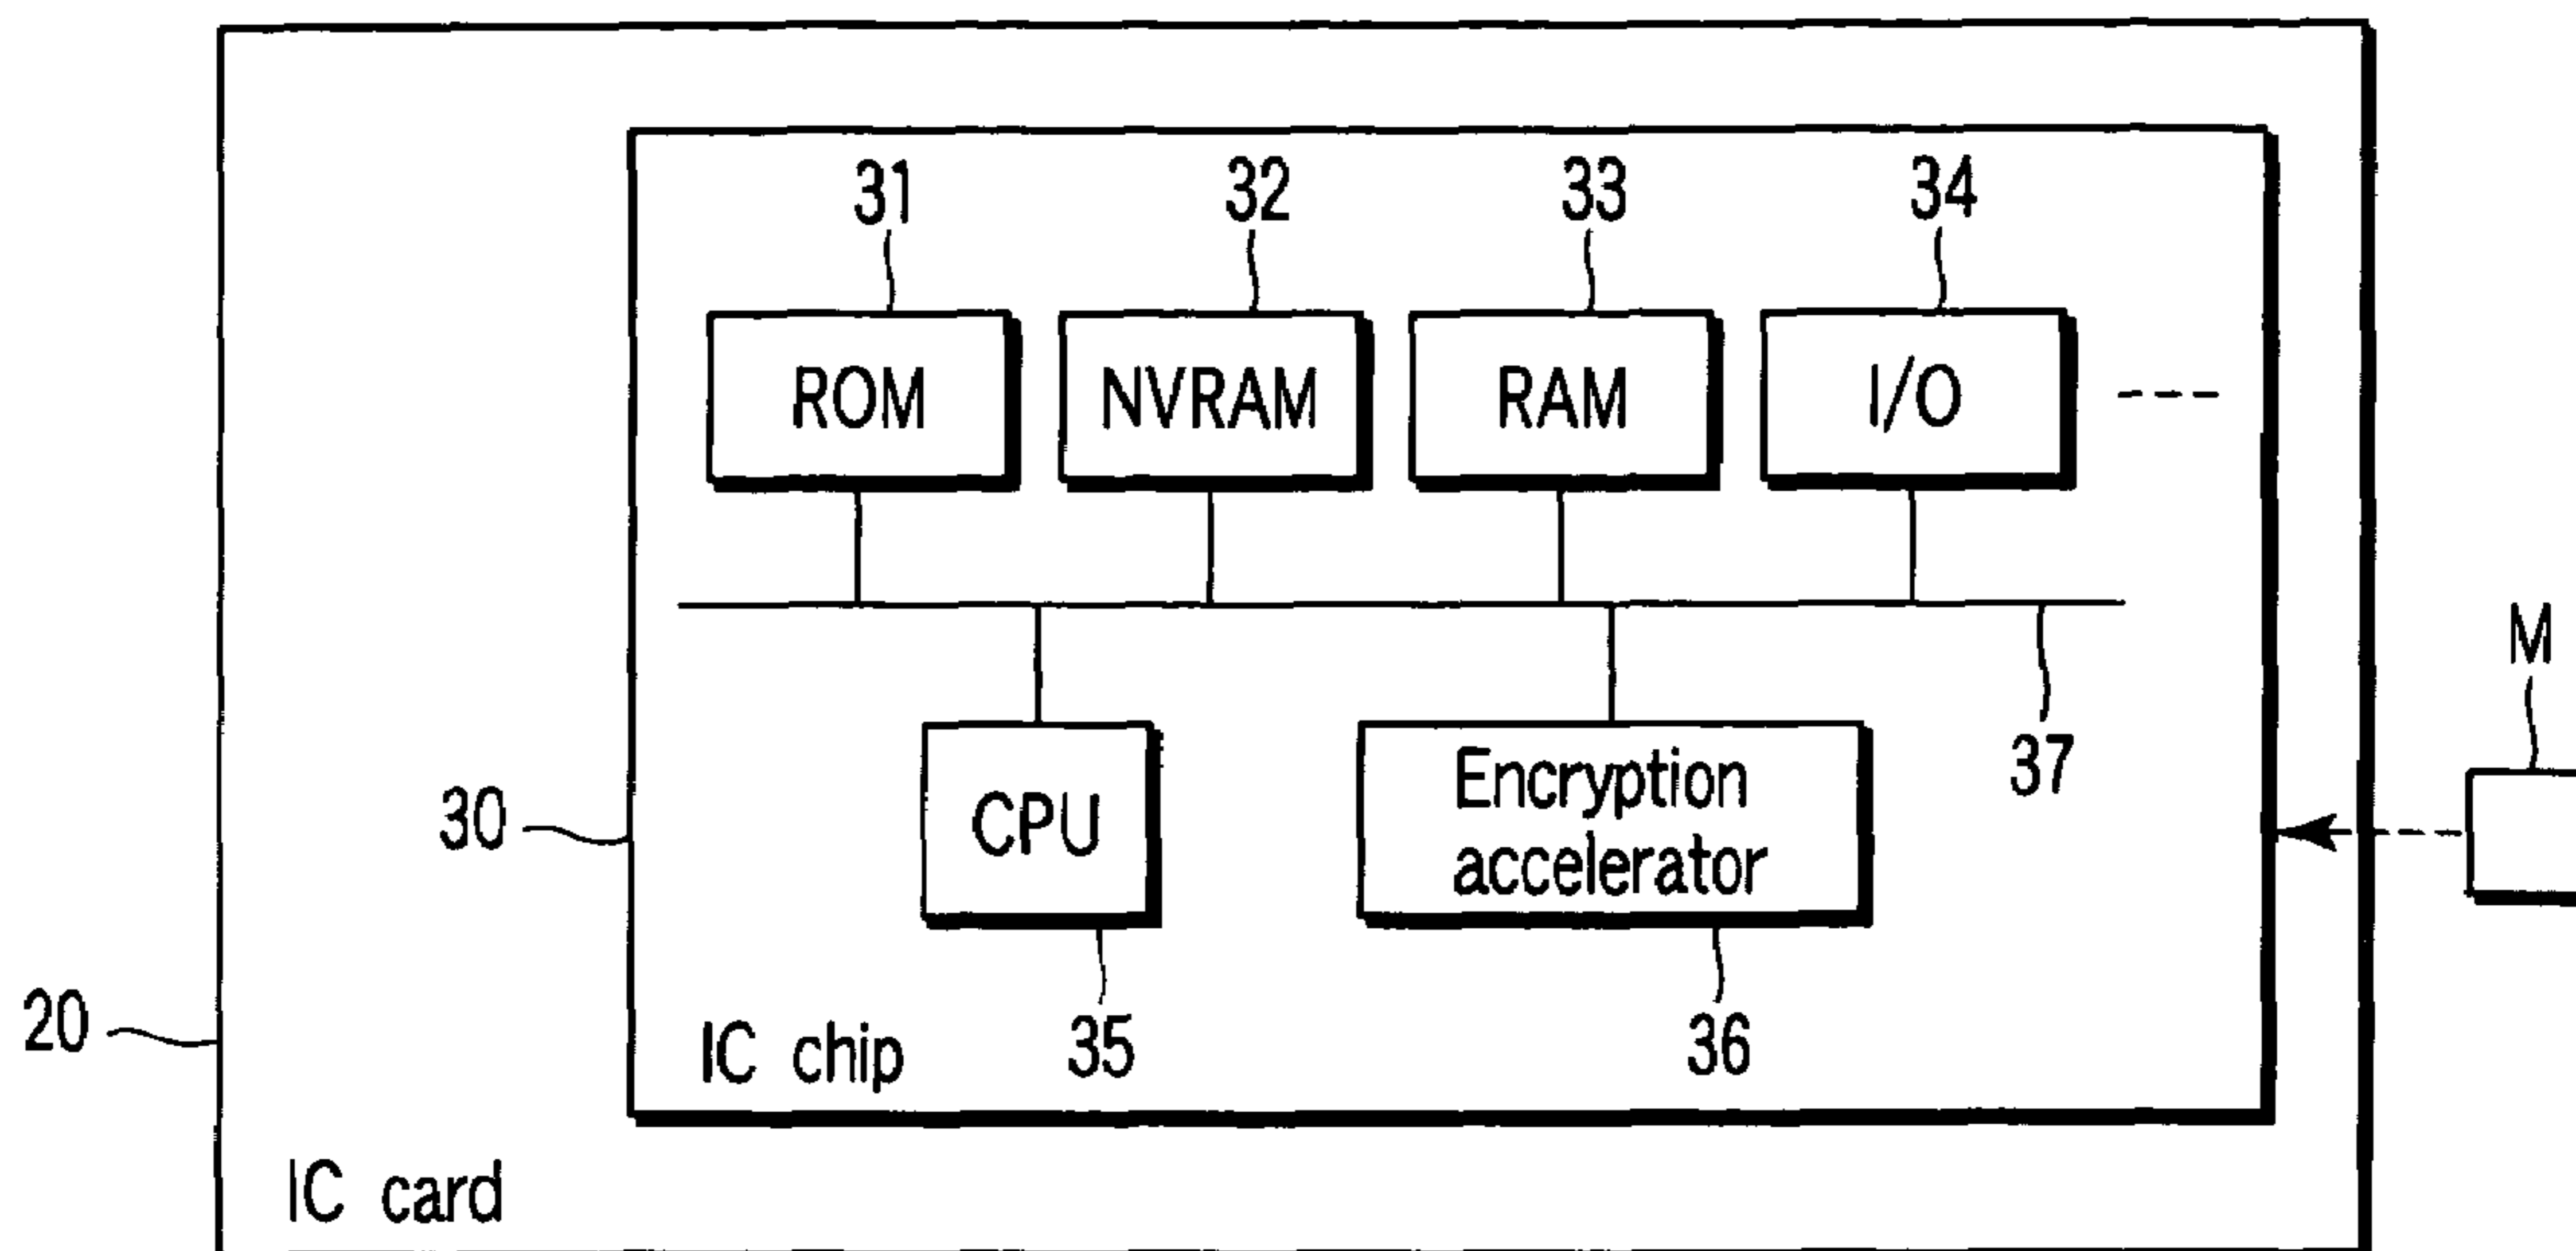 31 32 33 34
ROM NVRAM RAM I/O
M
37
Encryption
CPU
accelerator
30
20
35 36
IC chip
IC card